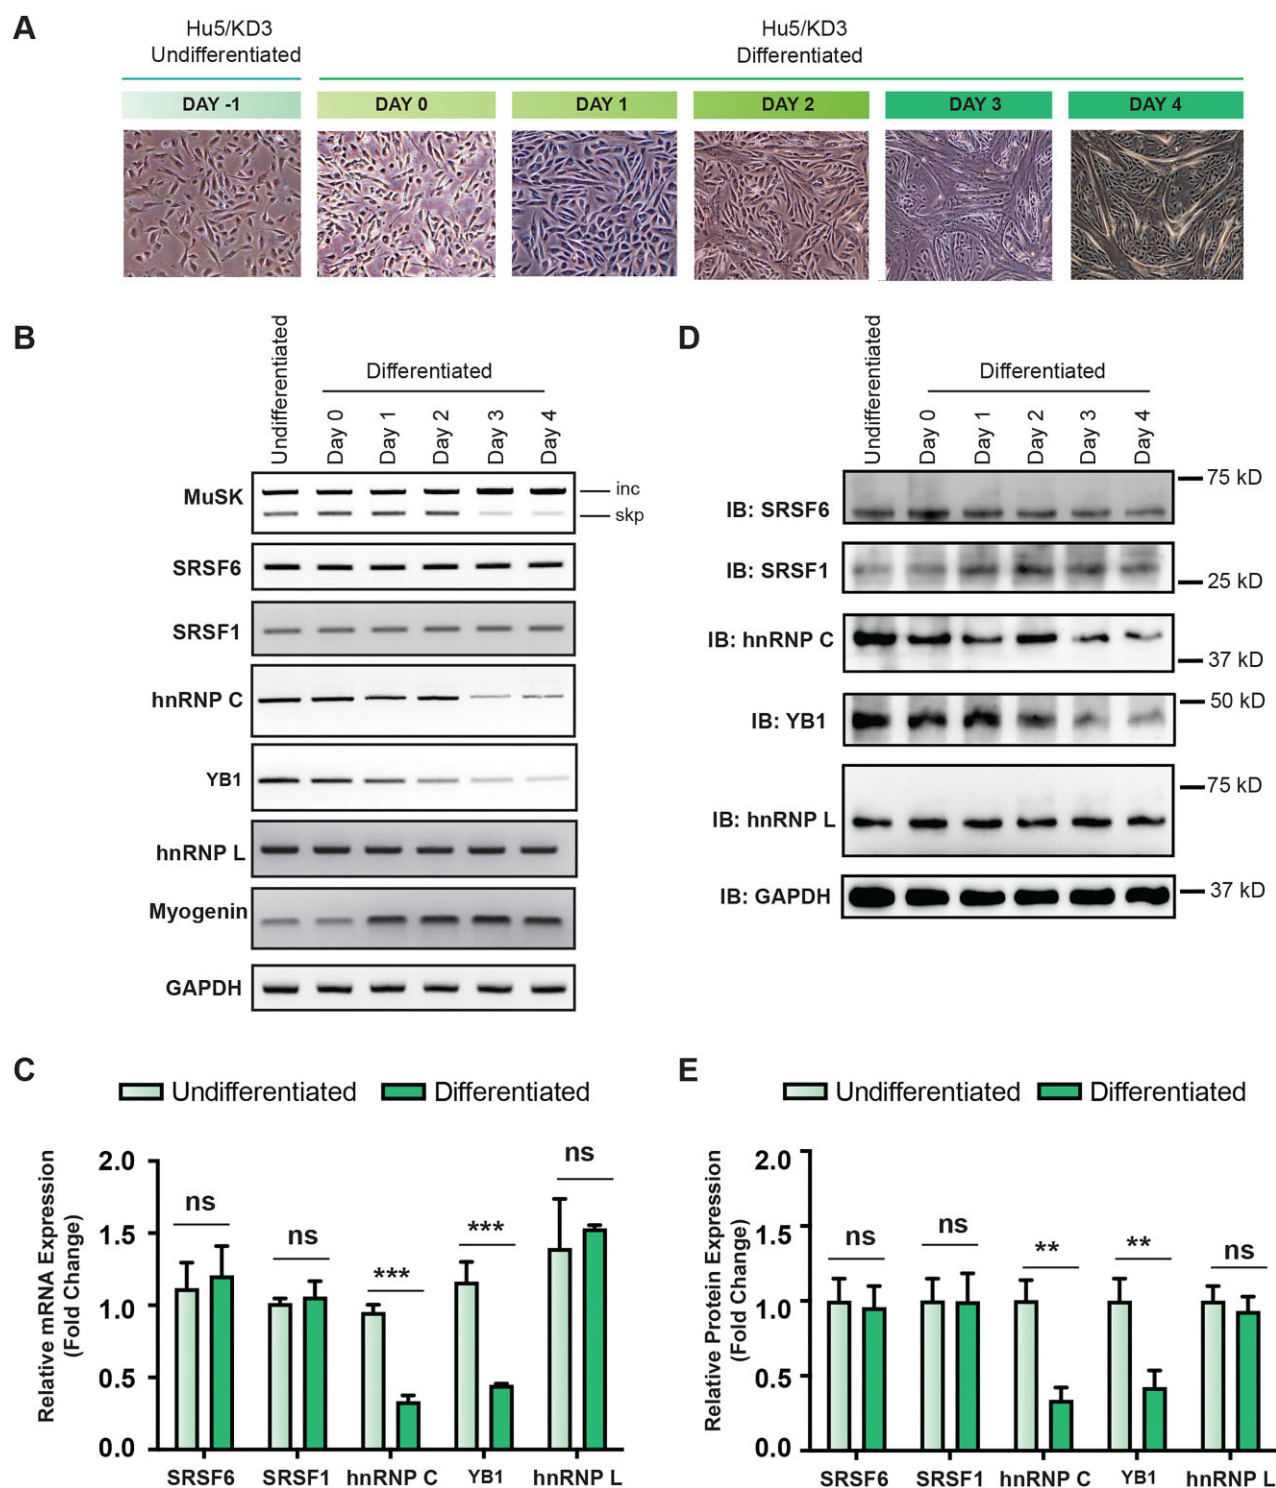 A
Hu5/KD3
Undifferentiated
Hu5/KD3
Differentiated
DAY -1
DAY 0
DAY 1
DAY 2
DAY 3
DAY 4
B
Undifferentiated
Differentiated
Day 0
Day 1
Day 2
Day 3
Day 4
MuSK
inc
skp
SRSF6
SRSF1
hnRNP C
YB1
hnRNP L
Myogenin
GAPDH
D
Undifferentiated
Differentiated
Day 0
Day 1
Day 2
Day 3
Day 4
75 kD
IB: SRSF6
IB: SRSF1
25 kD
IB: hnRNP C
37 kD
50 kD
IB: YB1
75 kD
IB: hnRNP L
IB: GAPDH
37 kD
C
Undifferentiated
Differentiated
Relative mRNA Expression
(Fold Change)
2.0
1.5
1.0
0.5
0.0
ns
ns
***
***
ns
SRSF6
SRSF1
hnRNP C
YB1
hnRNP L
E
Undifferentiated
Differentiated
Relative Protein Expression
(Fold Change)
2.0
1.5
1.0
0.5
0.0
ns
ns
**
**
ns
SRSF6
SRSF1
hnRNP C
YB1
hnRNP L